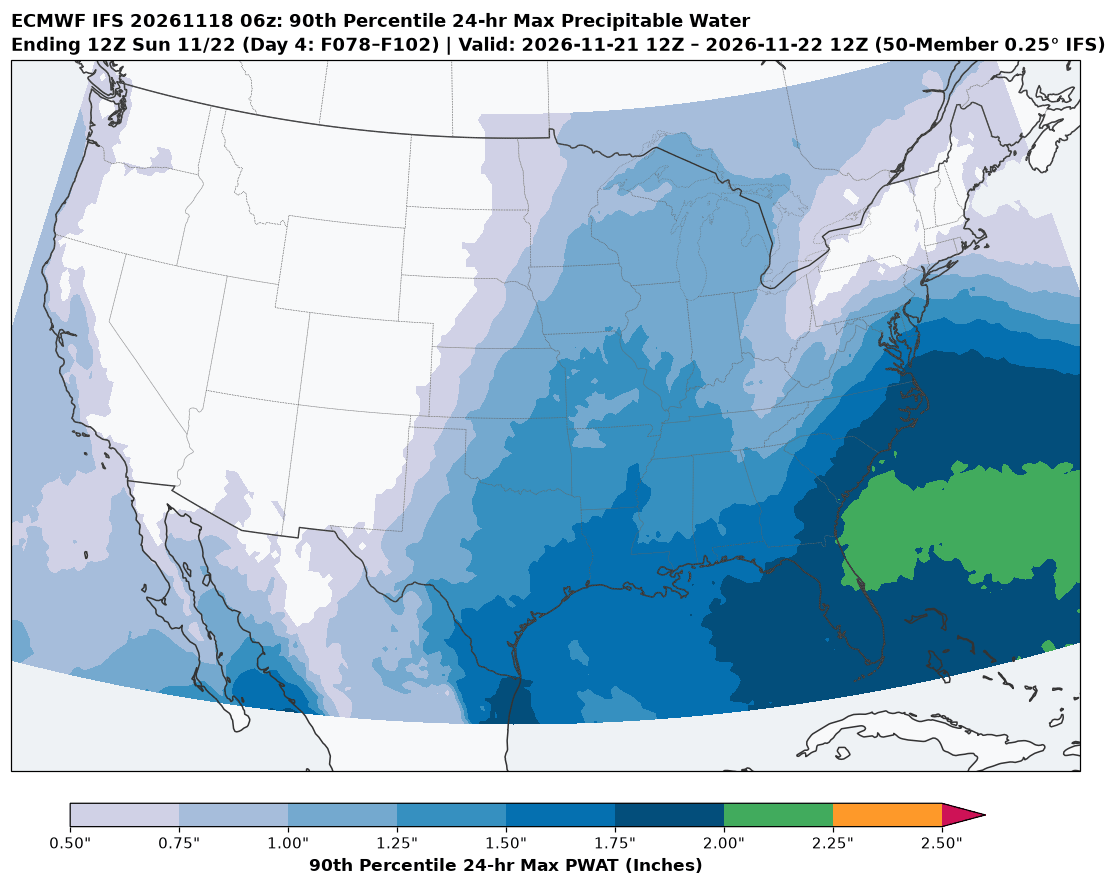 ECMWF IFS 20261118 06z: 90th Percentile 24-hr Max Precipitable Water
Ending 12Z Sun 11/22 (Day 4: F078–F102) | Valid: 2026-11-21 12Z – 2026-11-22 12Z (50-Member 0.25° IFS)
0.50" 0.75" 1.00" 1.25" 1.50" 1.75" 2.00" 2.25" 2.50"
90th Percentile 24-hr Max PWAT (Inches)